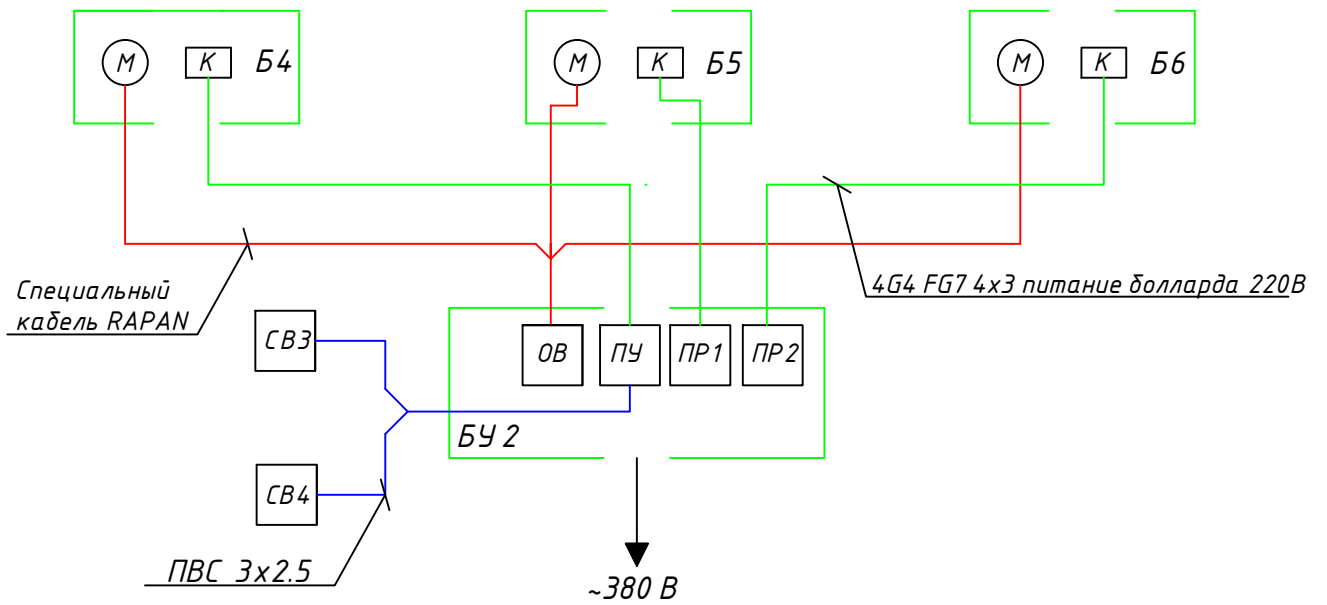 М
К
Б4
М
К
Б5
М
К
Б6
Специальный
кабель RAPAN
4G4 FG7 4х3 питание болларда 220В
СВ3
ОВ
ПУ
ПР1
ПР2
БУ 2
СВ4
ПВС 3х2.5
~380 В